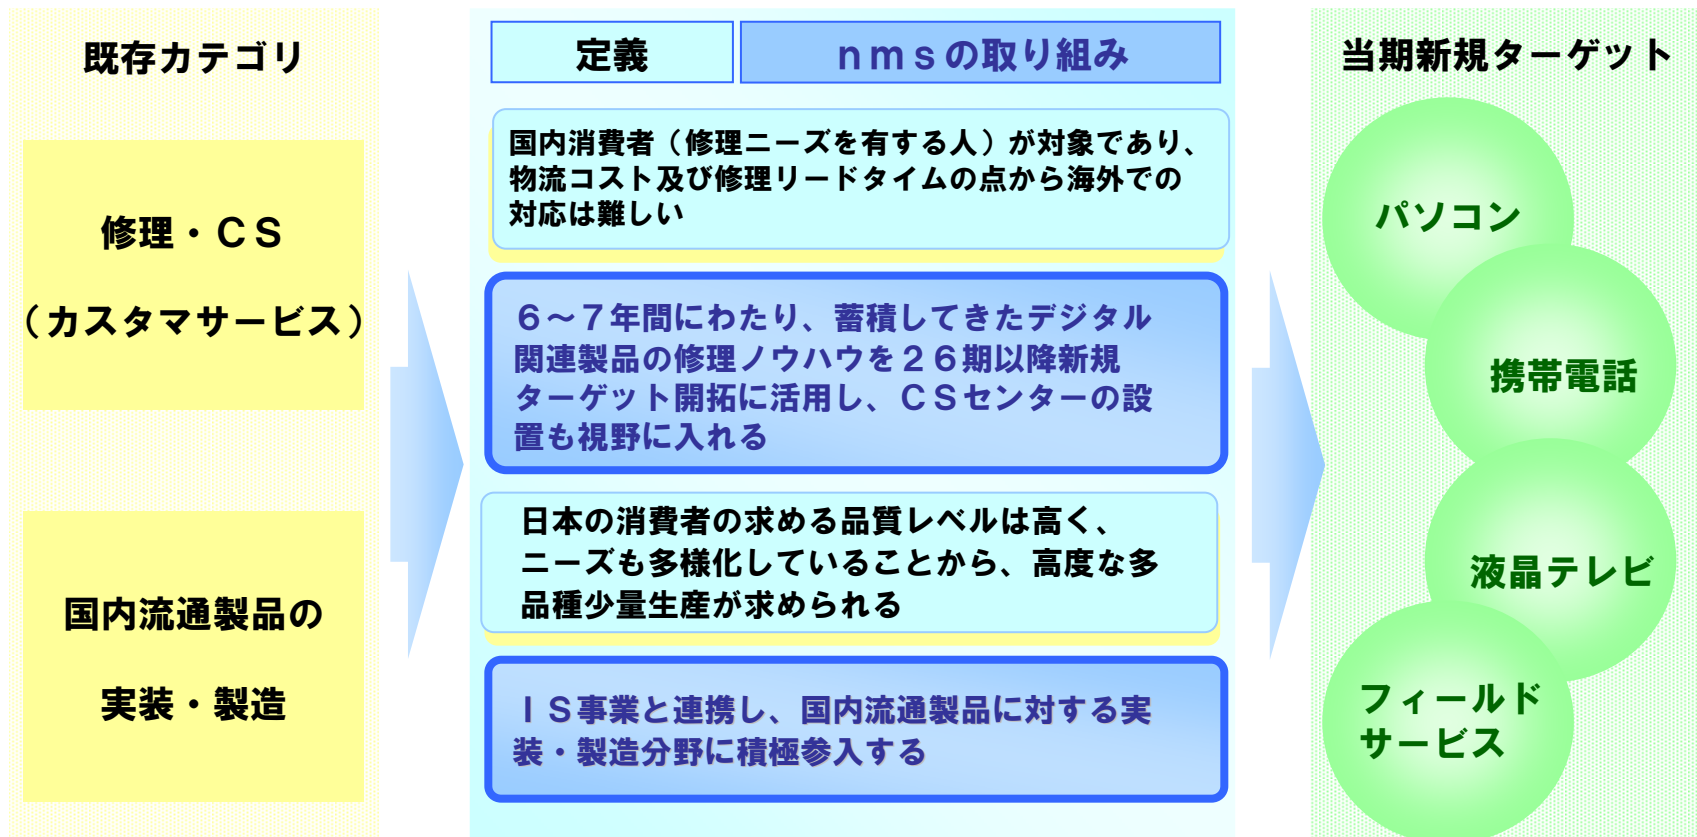 既存カテゴリ
修理・ＣＳ
（カスタマサービス）
国内流通製品の
実装・製造
定義
ｎｍｓの取り組み
国内消費者（修理ニーズを有する人）が対象であり、
物流コスト及び修理リードタイムの点から海外での
対応は難しい
６～７年間にわたり、蓄積してきたデジタル
関連製品の修理ノウハウを２６期以降新規
ターゲット開拓に活用し、ＣＳセンターの設
置も視野に入れる
日本の消費者の求める品質レベルは高く、
ニーズも多様化していることから、高度な多
品種少量生産が求められる
ＩＳ事業と連携し、国内流通製品に対する実
装・製造分野に積極参入する
当期新規ターゲット
パソコン
携帯電話
液晶テレビ
フィールド
サービス